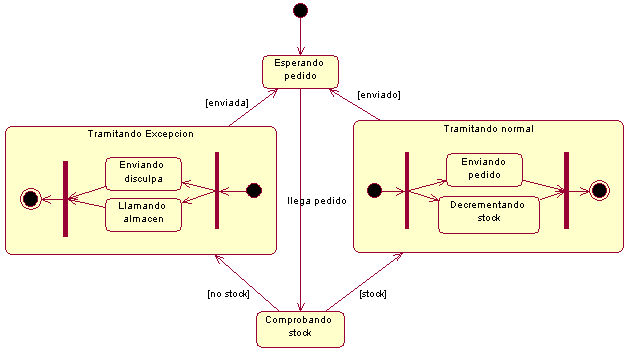 Esperando
pedido
[enviada]
[enviado]
Tramitando Excepcion
Tramitando normal
Enviando
disculpa
Llamando
almacen
llega pedido
Enviando
pedido
Decrementando
stock
[no stock]
[stock]
Comprobando
stock